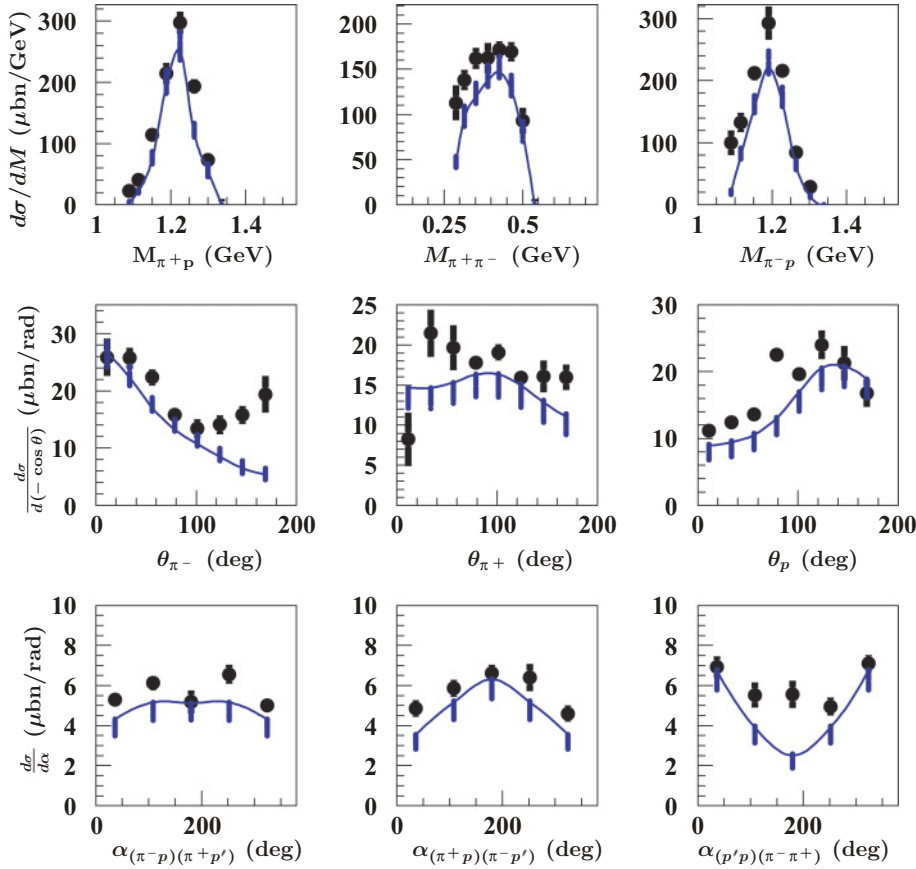 dσ/dM (μbn/GeV)
300
200
100
0
1 1.2 1.4
M_{π+p} (GeV)
200
150
100
50
0
0.25 0.5
M_{π+π−} (GeV)
300
200
100
0
1 1.2 1.4
M_{π−p} (GeV)
dσ/d(− cos θ) (μbn/rad)
30
20
10
0
0 100 200
θ_{π−} (deg)
25
20
15
10
5
0
0 100 200
θ_{π+} (deg)
30
20
10
0
0 100 200
θ_p (deg)
dσ/dα (μbn/rad)
10
8
6
4
2
0
0 200
α_{(π−p)(π+p′)} (deg)
10
8
6
4
2
0
0 200
α_{(π+p)(π−p′)} (deg)
10
8
6
4
2
0
0 200
α_{(p′p)(π−π+)} (deg)